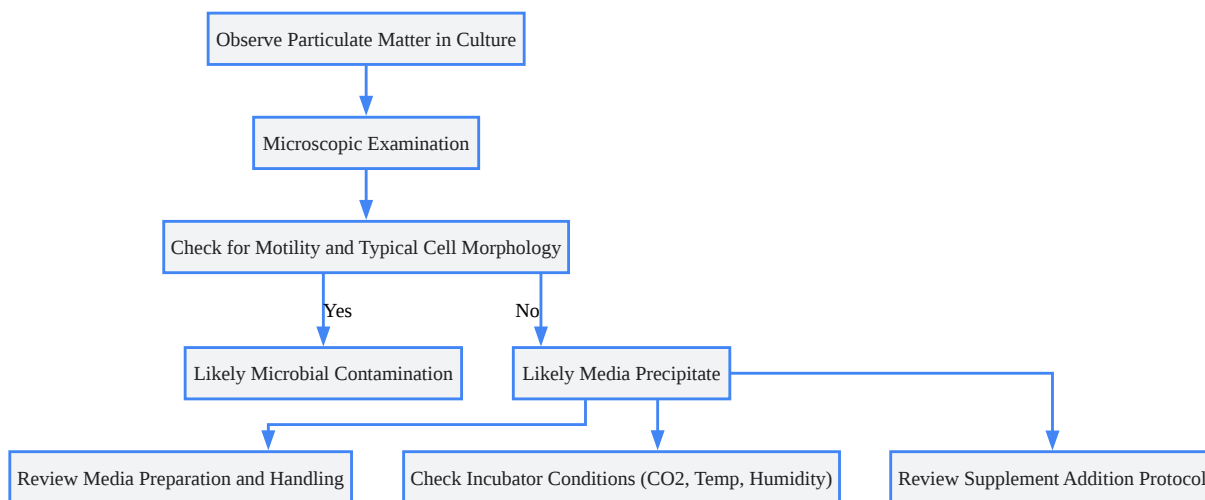 Observe Particulate Matter in Culture
Microscopic Examination
Check for Motility and Typical Cell Morphology
Yes
No
Likely Microbial Contamination
Likely Media Precipitate
Review Media Preparation and Handling
Check Incubator Conditions (CO2, Temp, Humidity)
Review Supplement Addition Protocol